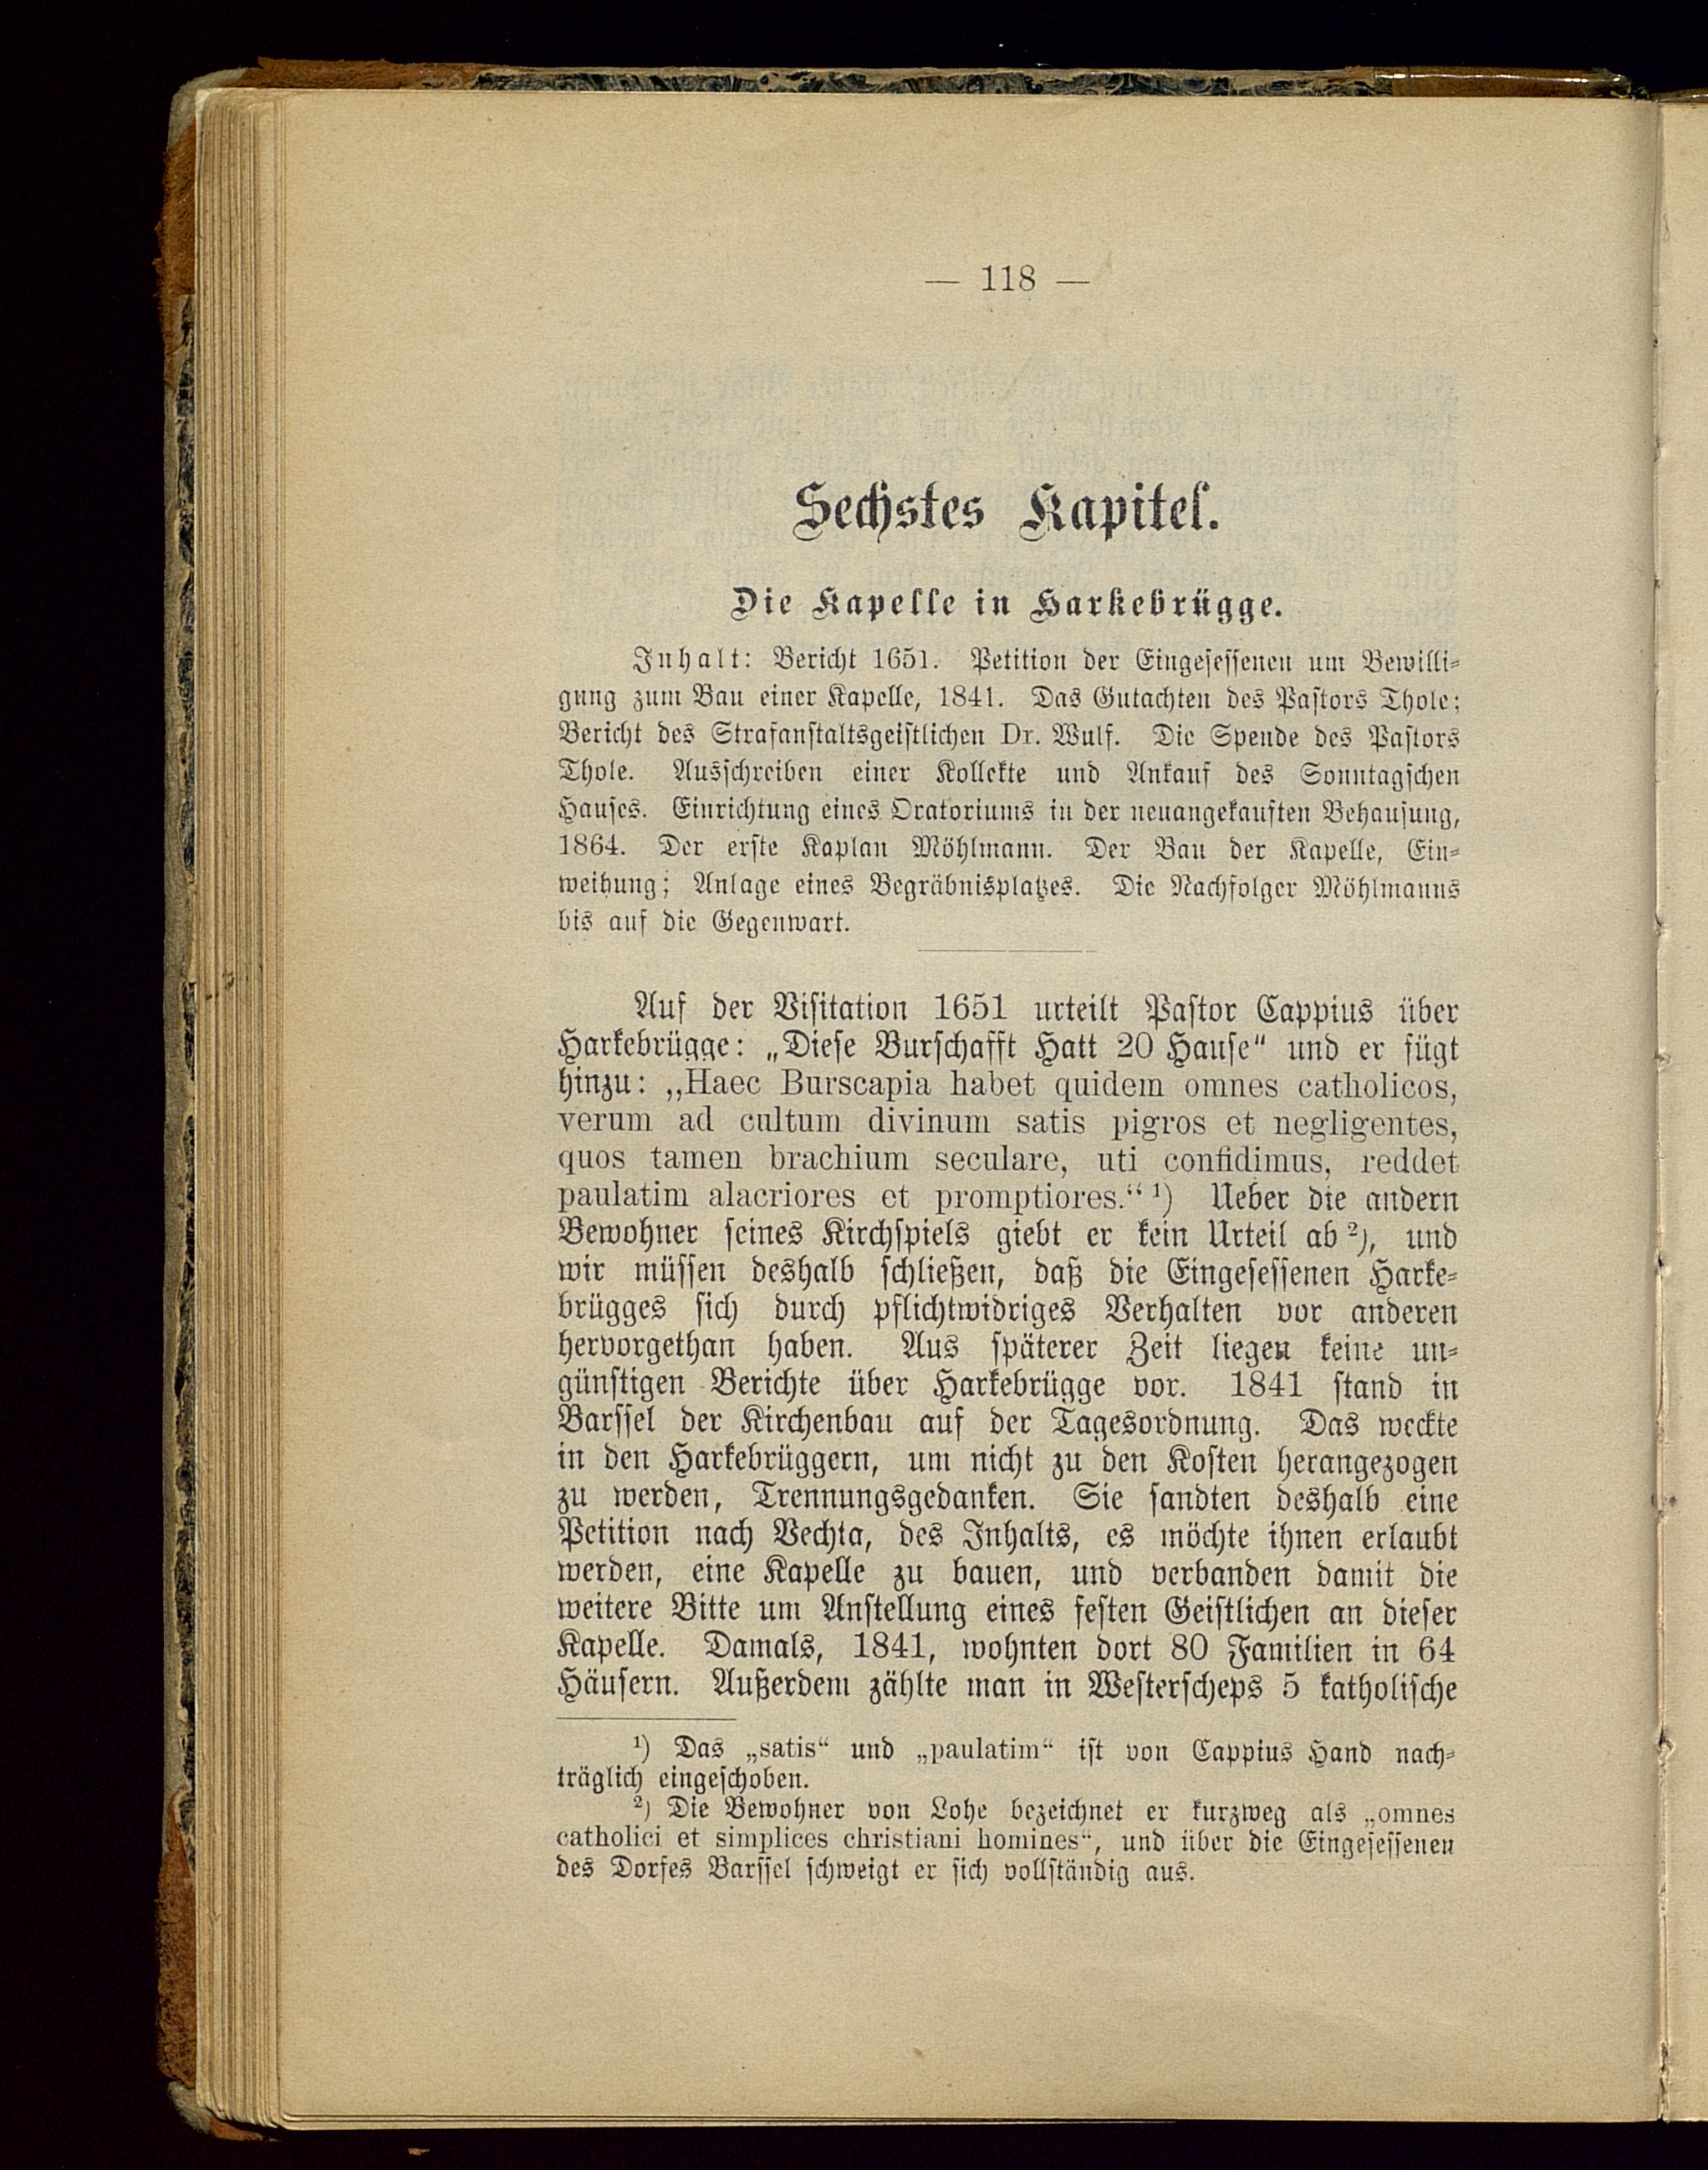 — 118 —
Sechstes Kapitel.
Die Kapelle in Harkebrügge.
Inhalt: Bericht 1651. Petition der Eingesessenen um Bewilli-
gung zum Bau einer Kapelle, 1841. Das Gutachten des Pastors Thole;
Bericht des Strafanstaltsgeistlichen Dr. Wulf. Die Spende des Pastors
Thole. Ausschreiben einer Kollekte und Ankauf des Sonntagschen
Hauses. Einrichtung eines Oratoriums in der neuangekauften Behausung,
1864. Der erste Kaplan Möhlmann. Der Bau der Kapelle, Ein-
weihung; Anlage eines Begräbnisplatzes. Die Nachfolger Möhlmanns
bis auf die Gegenwart.
Auf der Visitation 1651 urteilt Pastor Cappius über
Harkebrügge: „Diese Burschafft Hatt 20 Hause“ und er fügt
hinzu: „Haec Burscapia habet quidem omnes catholicos,
verum ad cultum divinum satis pigros et negligentes,
quos tamen brachium seculare, uti confidimus, reddet
paulatim alacriores et promptiores.“ ¹) Ueber die andern
Bewohner seines Kirchspiels giebt er kein Urteil ab ²), und
wir müssen deshalb schließen, daß die Eingesessenen Harke-
brügges sich durch pflichtwidriges Verhalten vor anderen
hervorgethan haben. Aus späterer Zeit liegen keine un-
günstigen Berichte über Harkebrügge vor. 1841 stand in
Barssel der Kirchenbau auf der Tagesordnung. Das weckte
in den Harkebrüggern, um nicht zu den Kosten herangezogen
zu werden, Trennungsgedanken. Sie sandten deshalb eine
Petition nach Vechta, des Inhalts, es möchte ihnen erlaubt
werden, eine Kapelle zu bauen, und verbanden damit die
weitere Bitte um Anstellung eines festen Geistlichen an dieser
Kapelle. Damals, 1841, wohnten dort 80 Familien in 64
Häusern. Außerdem zählte man in Westerscheps 5 katholische
¹) Das „satis“ und „paulatim“ ist von Cappius Hand nach-
träglich eingeschoben.
²) Die Bewohner von Lohe bezeichnet er kurzweg als „omnes
catholici et simplices christiani homines“, und über die Eingesessenen
des Dorfes Barssel schweigt er sich vollständig aus.